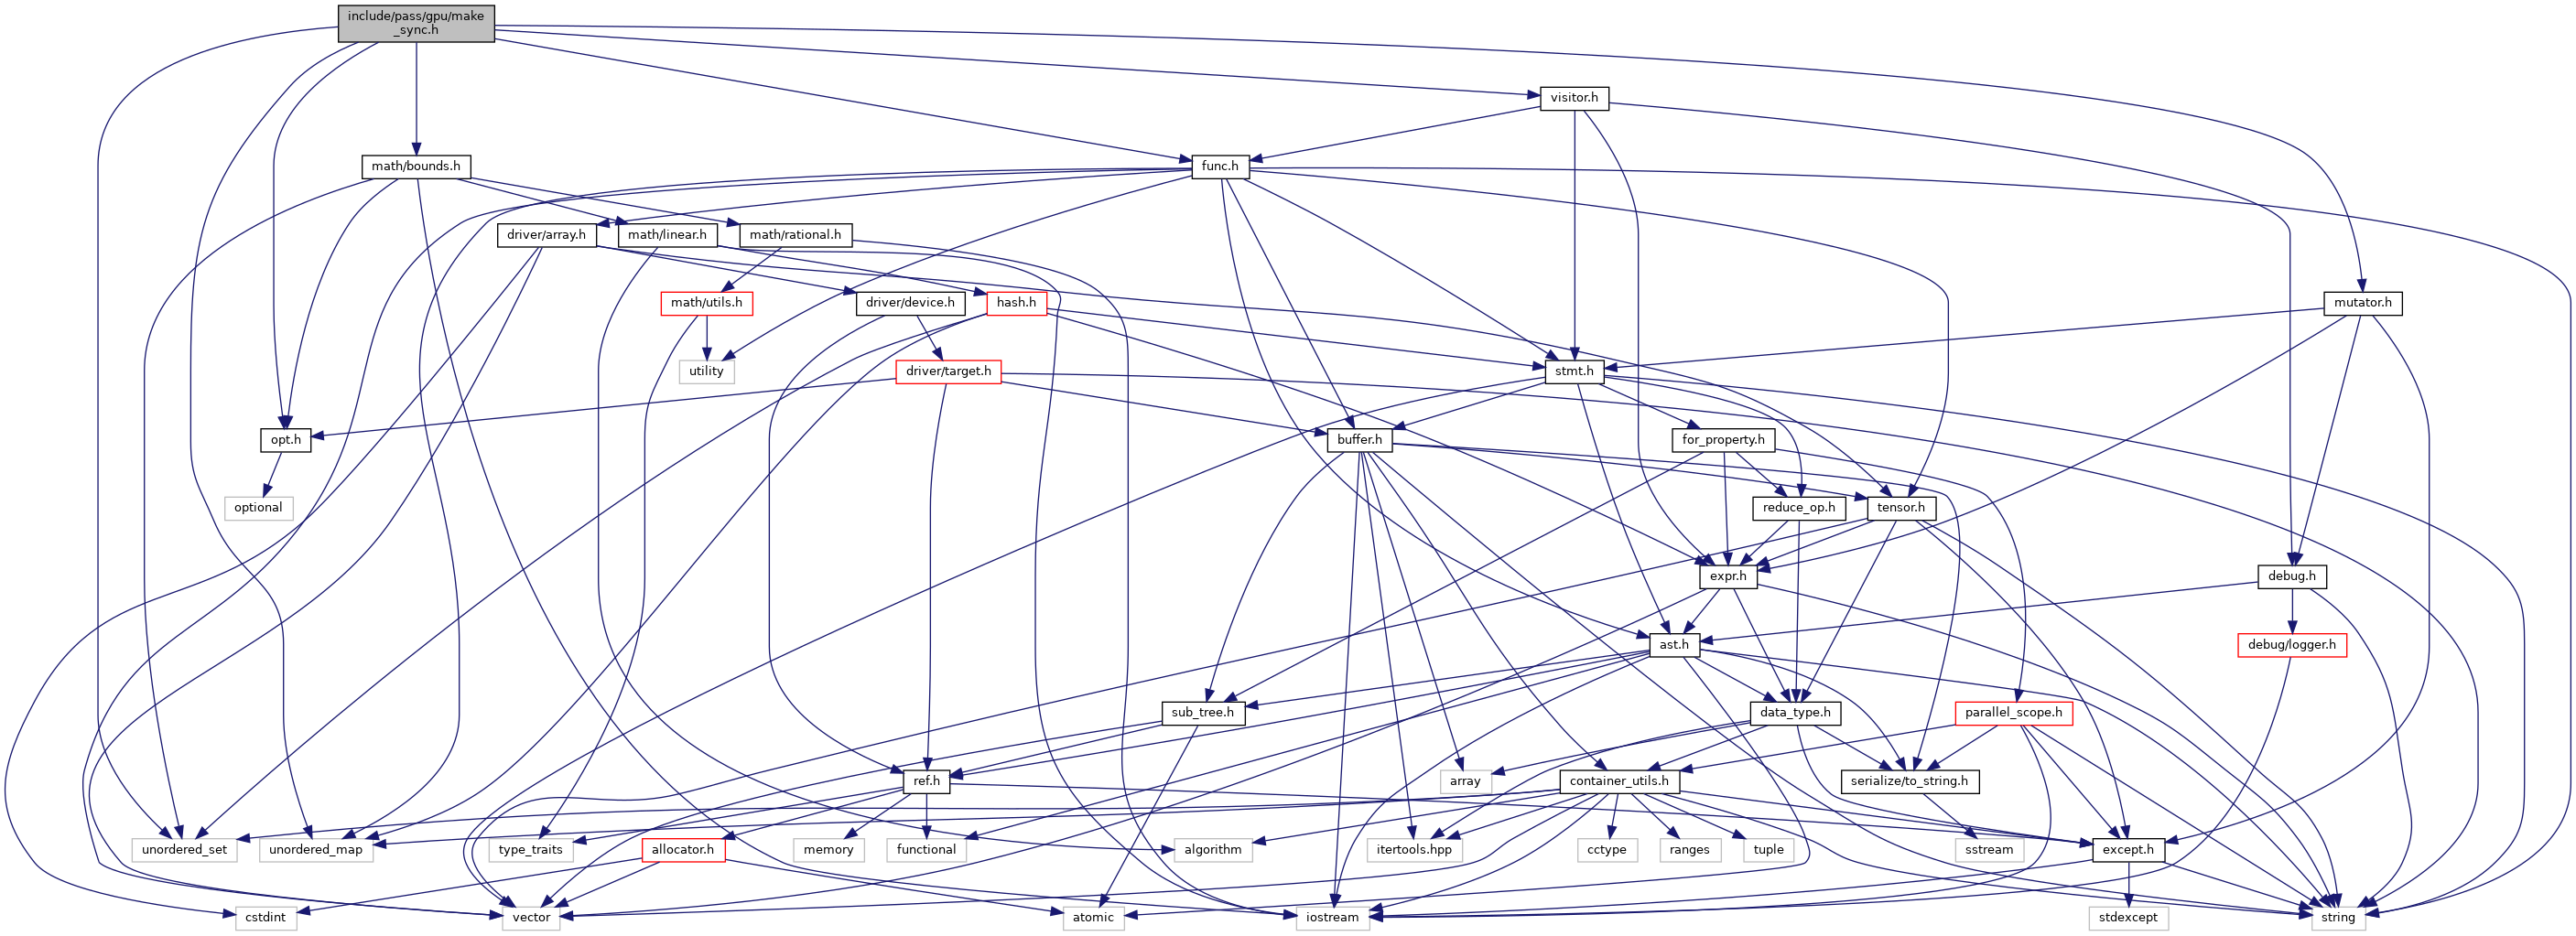 include/pass/gpu/make
_sync.h
visitor.h
math/bounds.h
func.h
driver/array.h
math/linear.h
math/rational.h
math/utils.h
driver/device.h
hash.h
mutator.h
utility
driver/target.h
stmt.h
opt.h
buffer.h
for_property.h
optional
reduce_op.h
tensor.h
expr.h
debug.h
ast.h
debug/logger.h
sub_tree.h
data_type.h
parallel_scope.h
ref.h
array
container_utils.h
serialize/to_string.h
unordered_set
unordered_map
type_traits
allocator.h
memory
functional
algorithm
itertools.hpp
cctype
ranges
tuple
sstream
except.h
cstdint
vector
atomic
iostream
stdexcept
string